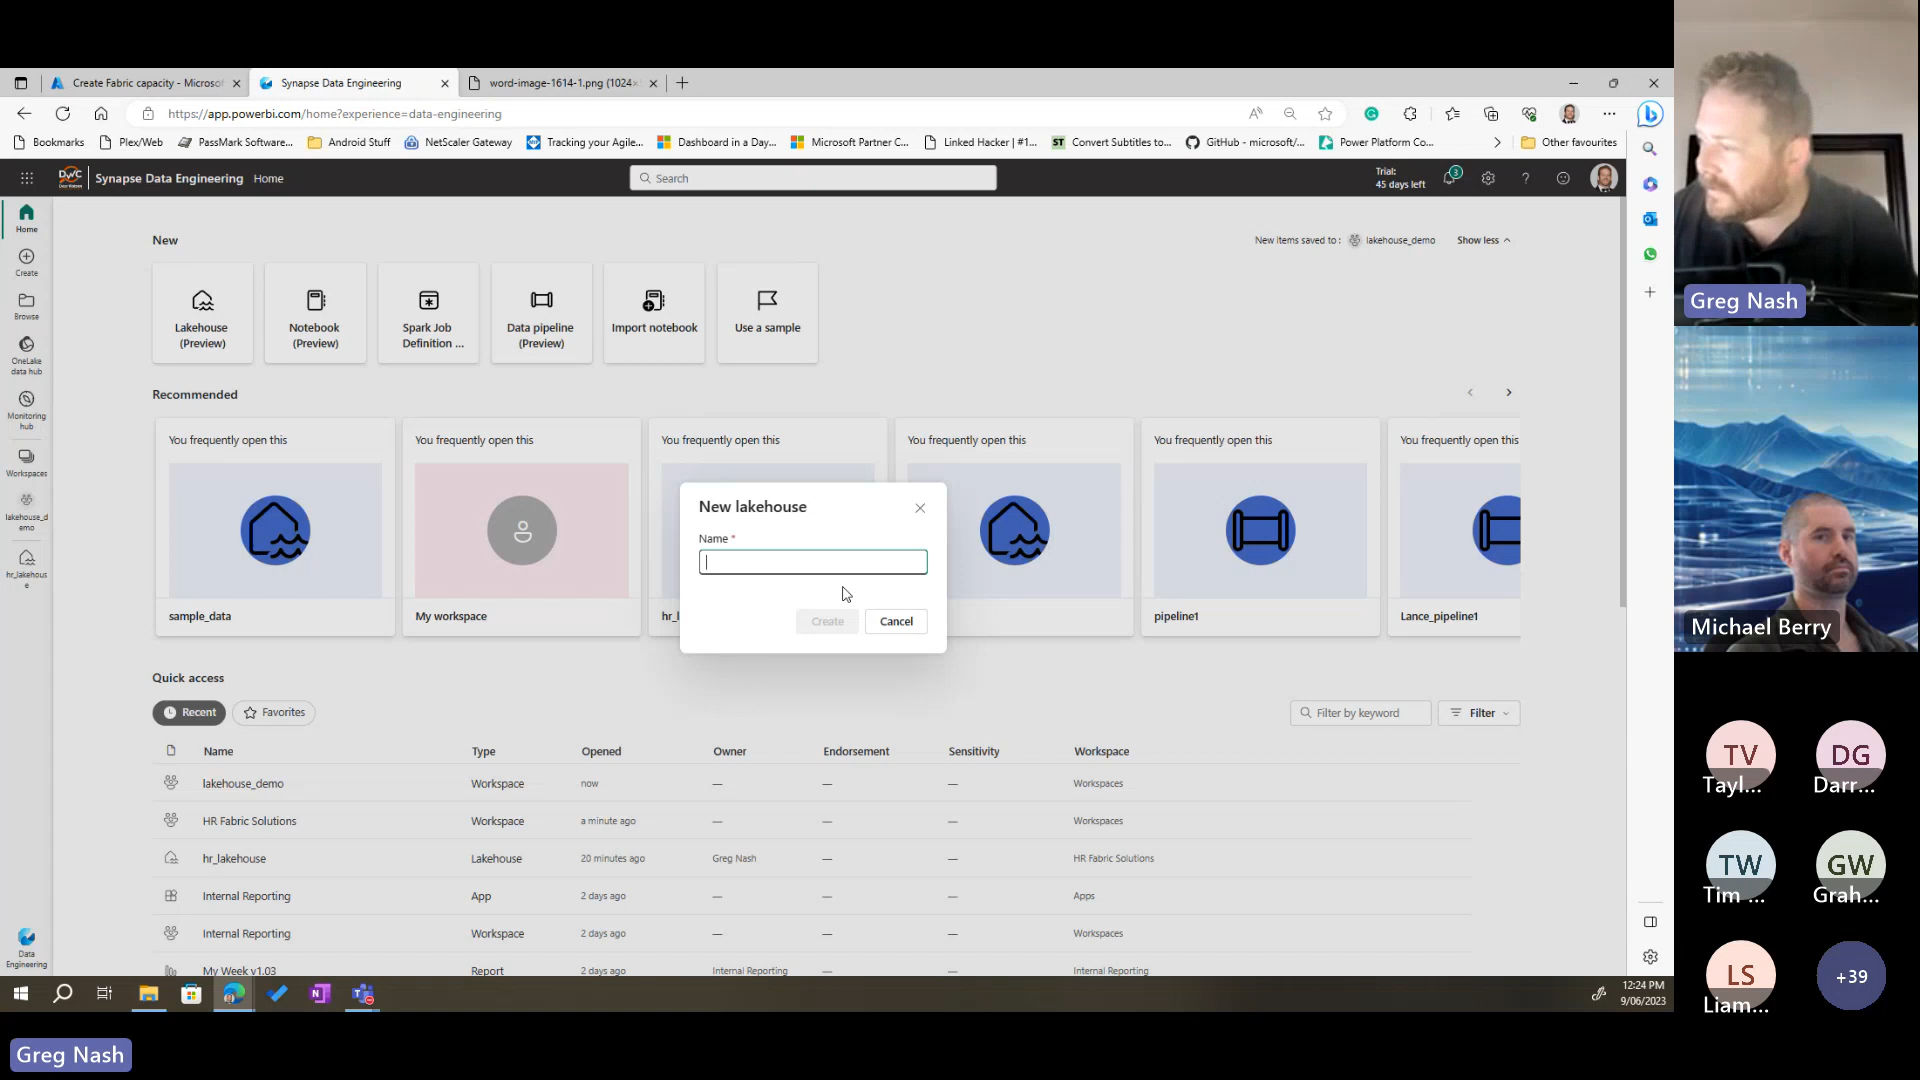 Create Fabric capacity - Microsof
Synapse Data Engineering
word-image-1614-1.png (1024×
https://app.powerbi.com/home?experience=data-engineering
Bookmarks
Plex/Web
PassMark Software...
Android Stuff
NetScaler Gateway
Tracking your Agile...
Dashboard in a Day...
Microsoft Partner C...
Linked Hacker | #1...
ST Convert Subtitles to...
GitHub - microsoft/...
Power Platform Co...
Other favourites
DWC
Synapse Data Engineering
Home
Search
Trial:
45 days left
3
?
Home
Create
Browse
OneLake
data hub
Monitoring
hub
Workspaces
lakehouse_d
emo
hr_lakehous
e
Data
Engineering
New
New items saved to :
lakehouse_demo
Show less
Lakehouse
(Preview)
Notebook
(Preview)
Spark Job
Definition ...
Data pipeline
(Preview)
Import notebook
Use a sample
Recommended
You frequently open this
You frequently open this
You frequently open this
You frequently open this
You frequently open this
You frequently open this
sample_data
My workspace
hr_l
pipeline1
Lance_pipeline1
New lakehouse
Name *
Create
Cancel
Quick access
Recent
Favorites
Filter by keyword
Filter
Name Type Opened Owner Endorsement Sensitivity Workspace
lakehouse_demo Workspace now — — — Workspaces
HR Fabric Solutions Workspace a minute ago — — — Workspaces
hr_lakehouse Lakehouse 20 minutes ago Greg Nash — — HR Fabric Solutions
Internal Reporting App 2 days ago — — — Apps
Internal Reporting Workspace 2 days ago — — — Workspaces
My Week v1.03 Report 2 days ago Internal Reporting — — Internal Reporting
12:24 PM
9/06/2023
Greg Nash
Michael Berry
TV
Tayl...
DG
Darr...
TW
Tim ...
GW
Grah...
LS
Liam...
+39
Greg Nash